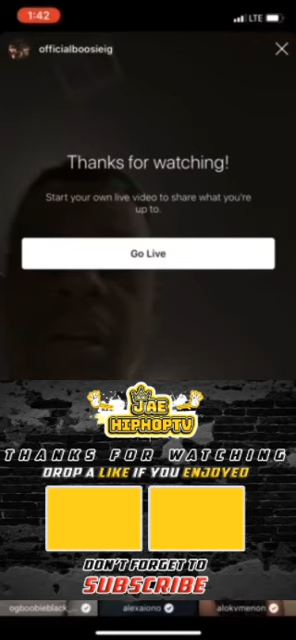 1:42
LTE
officialboosieig
Thanks for watching!
Start your own live video to share what you're
up to.
Go Live
JAE
HIPHOPTV
THANKS FOR WATCHING
DROP A LIKE IF YOU ENJOYED
DON'T FORGET TO
SUBSCRIBE
ogboobieblack_... alexaiono alokvmenon